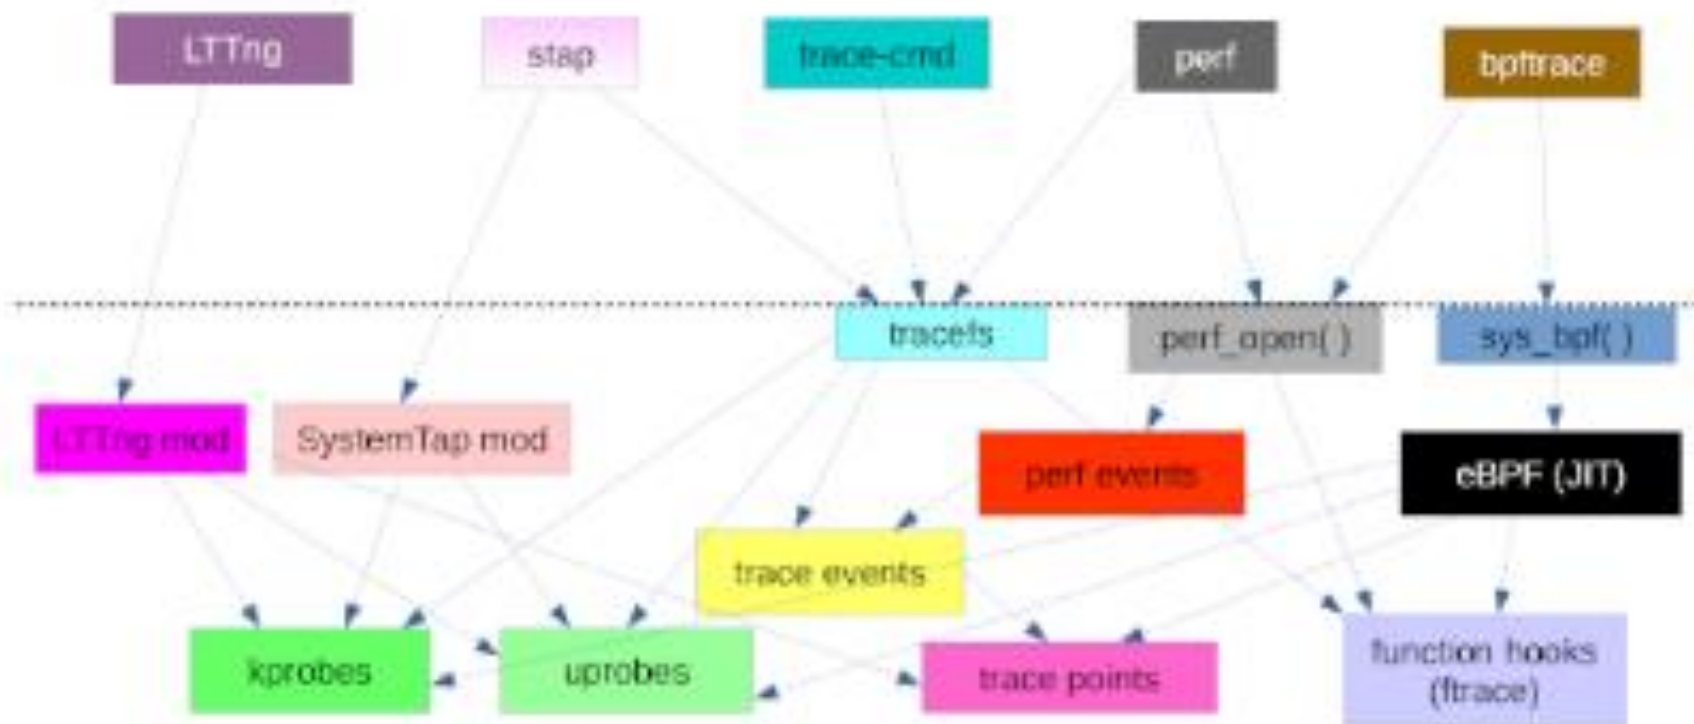 LTTng
stap
trace-cmd
perf
bpftrace
tracefs
perf_open( )
sys_bpf( )
LTTng mod
SystemTap mod
perf events
eBPF (JIT)
trace events
kprobes
uprobes
trace points
function hooks
(ftrace)